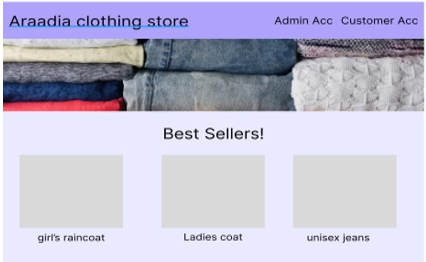 Araadia clothing store
Admin Acc Customer Acc
Best Sellers!
girl's raincoat
Ladies coat
unisex jeans